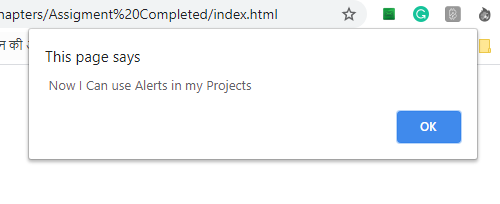 hapters/Assigment%20Completed/index.html
न की
This page says
Now I Can use Alerts in my Projects
OK